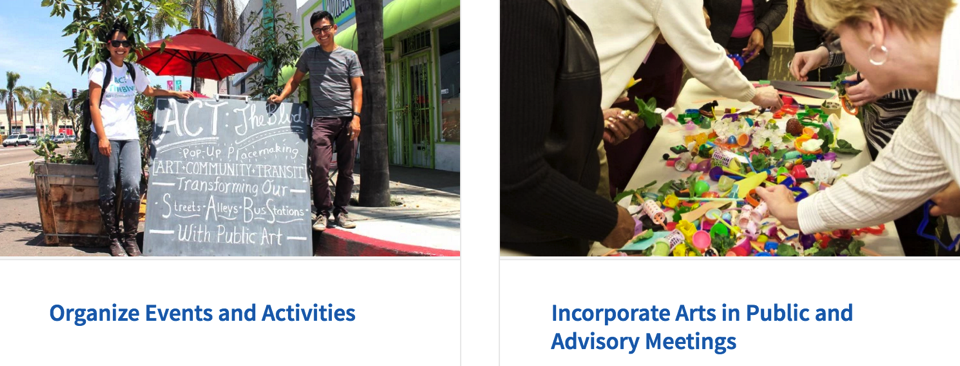 ACT: The Blvd
Pop-Up Placemaking
ART · COMMUNITY · TRANSIT
Transforming Our
Streets · Alleys · Bus Stations
With Public Art
Organize Events and Activities
Incorporate Arts in Public and
Advisory Meetings